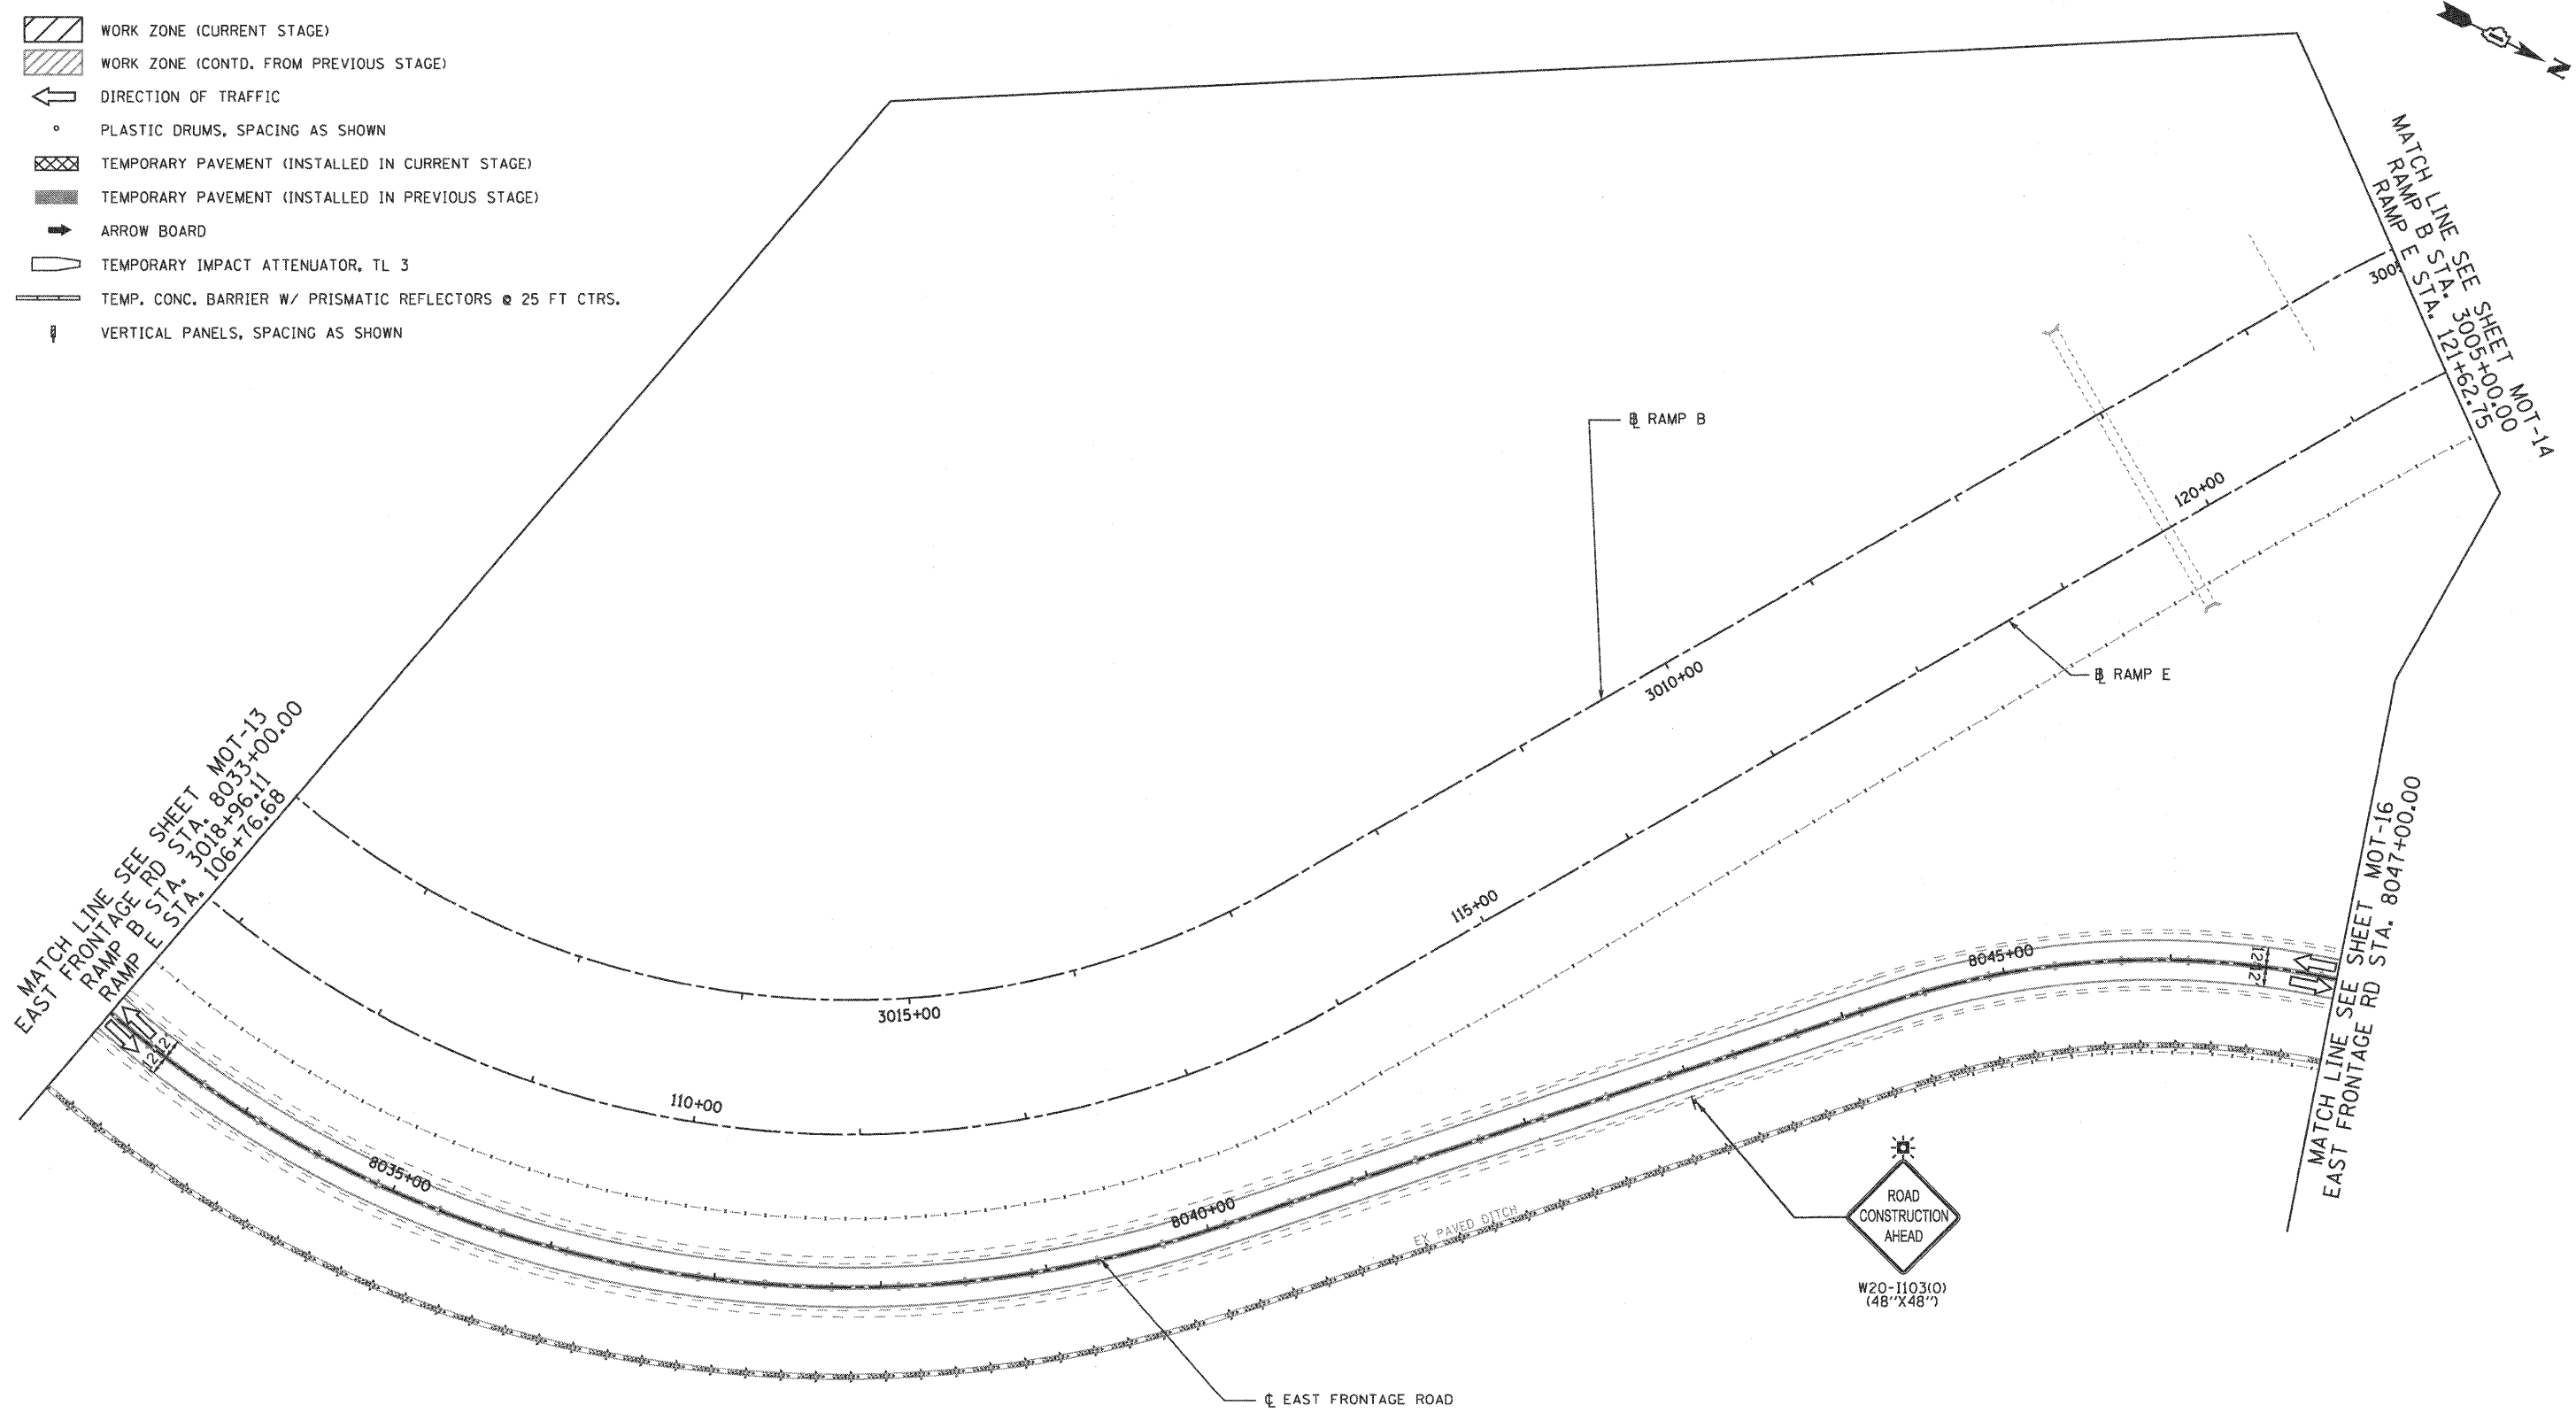 WORK ZONE (CURRENT STAGE)
WORK ZONE (CONTD. FROM PREVIOUS STAGE)
DIRECTION OF TRAFFIC
PLASTIC DRUMS, SPACING AS SHOWN
TEMPORARY PAVEMENT (INSTALLED IN CURRENT STAGE)
TEMPORARY PAVEMENT (INSTALLED IN PREVIOUS STAGE)
ARROW BOARD
TEMPORARY IMPACT ATTENUATOR, TL 3
TEMP. CONC. BARRIER W/ PRISMATIC REFLECTORS @ 25 FT CTRS.
VERTICAL PANELS, SPACING AS SHOWN
N
MATCH LINE SEE SHEET MOT-14
RAMP B STA. 3005+00.00
RAMP E STA. 121+62.75
3005
℄ RAMP B
120+00
3010+00
℄ RAMP E
MATCH LINE SEE SHEET MOT-13
EAST FRONTAGE RD STA. 8033+00.00
RAMP B STA. 3018+96.11
RAMP E STA. 106+76.68
115+00
3015+00
110+00
8045+00
12'
12'
MATCH LINE SEE SHEET MOT-16
EAST FRONTAGE RD STA. 8047+00.00
12'
12'
8035+00
8040+00
EX PAVED DITCH
ROAD
CONSTRUCTION
AHEAD
W20-I103(O)
(48"X48")
℄ EAST FRONTAGE ROAD